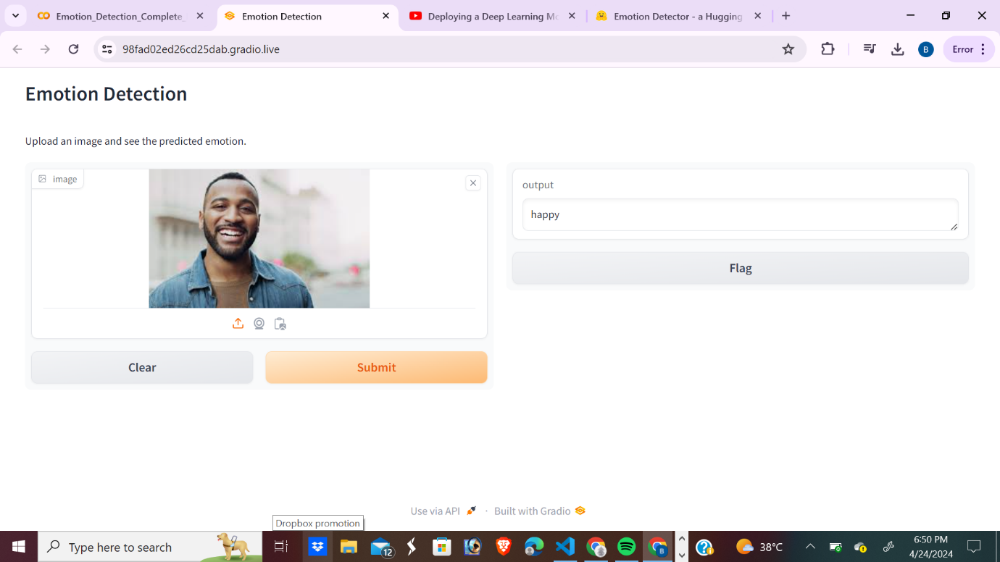 Emotion_Detection_Complete_
Emotion Detection
Deploying a Deep Learning Mo
Emotion Detector - a Hugging
98fad02ed26cd25dab.gradio.live
B
Error
Emotion Detection
Upload an image and see the predicted emotion.
image
output
happy
Flag
Clear
Submit
Use via API
·
Built with Gradio
Dropbox promotion
Type here to search
12
B
38°C
6:50 PM
4/24/2024